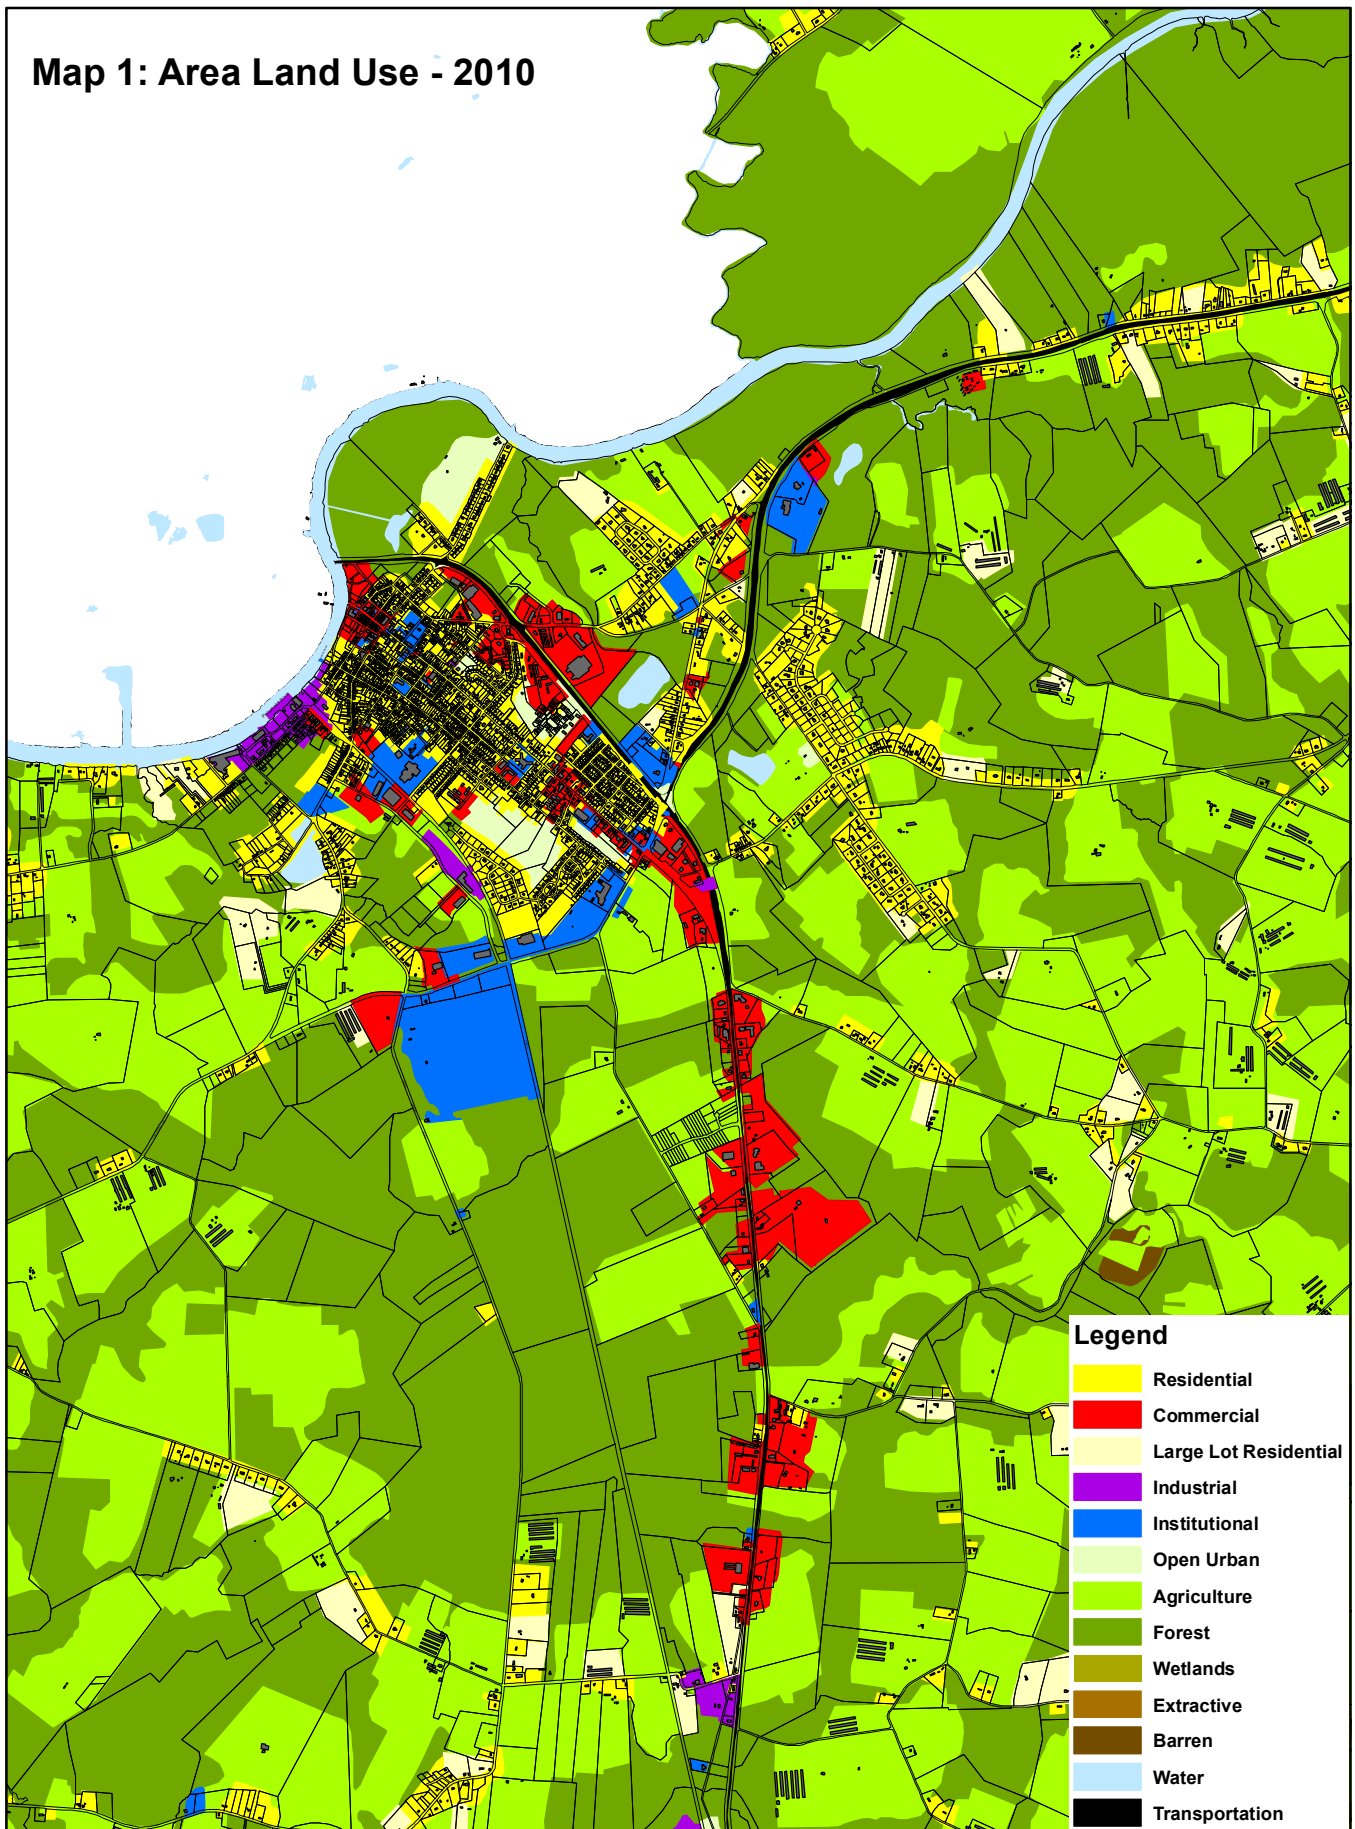 Map 1: Area Land Use - 2010
Legend
Residential
Commercial
Large Lot Residential
Industrial
Institutional
Open Urban
Agriculture
Forest
Wetlands
Extractive
Barren
Water
Transportation